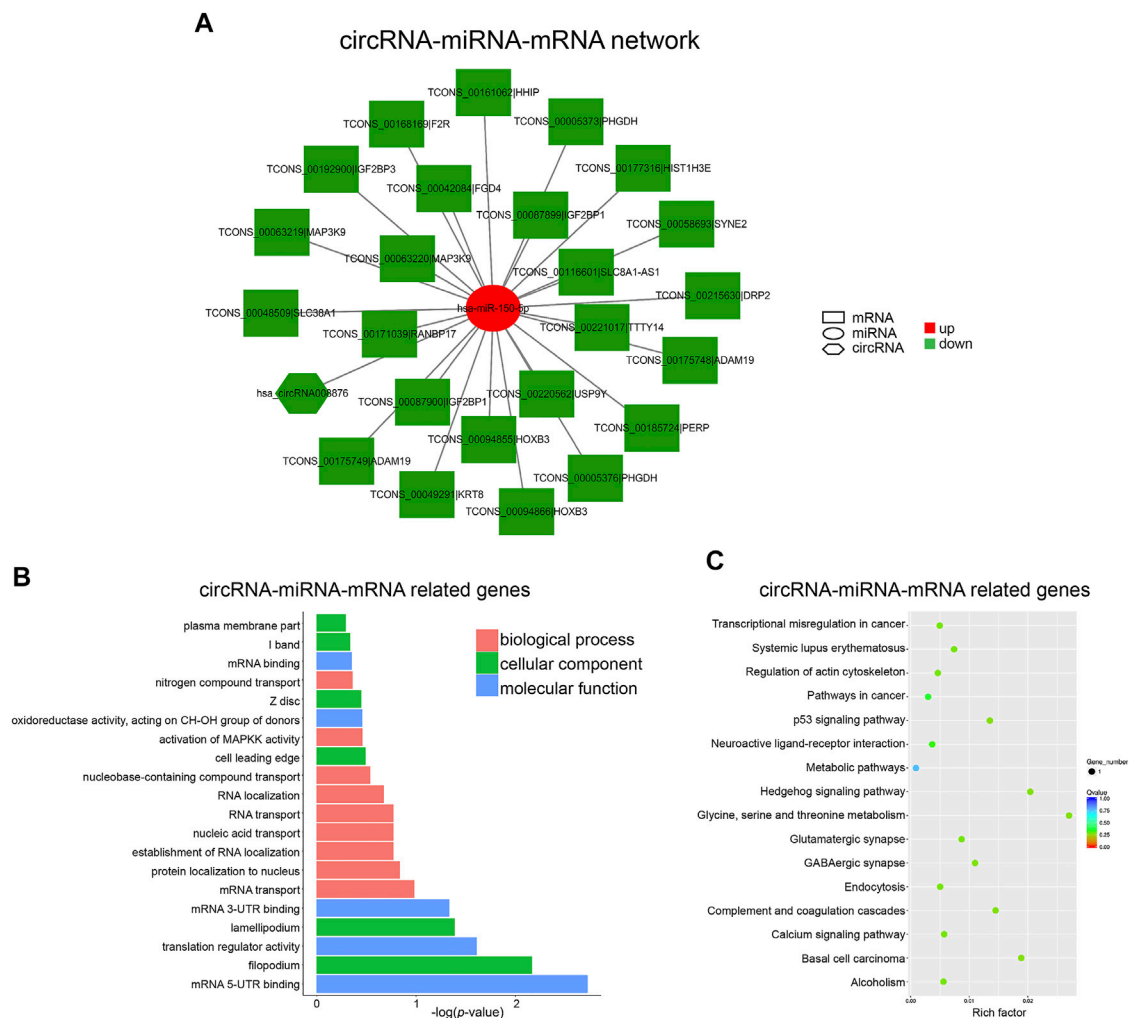 A
circRNA-miRNA-mRNA network
TCONS_00161062|HHIP
TCONS_00168169|F2R
TCONS_00005373|PHGDH
TCONS_00192900|IGF2BP3
TCONS_00177316|HIST1H3E
TCONS_00042084|FGD4
TCONS_00087899|IGF2BP1
TCONS_00058693|SYNE2
TCONS_00063219|MAP3K9
TCONS_00063220|MAP3K9
TCONS_00116601|SLC8A1-AS1
TCONS_00215630|DRP2
hsa-miR-150-5p
TCONS_00048509|SLC38A1
TCONS_00171039|RANBP17
TCONS_00221017|TTTY14
TCONS_00175748|ADAM19
hsa_circRNA008876
TCONS_00087900|IGF2BP1
TCONS_00220562|USP9Y
TCONS_00185724|PERP
TCONS_00094855|HOXB3
TCONS_00175749|ADAM19
TCONS_00005376|PHGDH
TCONS_00049291|KRT8
TCONS_00094866|HOXB3
mRNA
miRNA
circRNA
up
down
B
circRNA-miRNA-mRNA related genes
plasma membrane part
I band
mRNA binding
nitrogen compound transport
Z disc
oxidoreductase activity, acting on CH-OH group of donors
activation of MAPKK activity
cell leading edge
nucleobase-containing compound transport
RNA localization
RNA transport
nucleic acid transport
establishment of RNA localization
protein localization to nucleus
mRNA transport
mRNA 3-UTR binding
lamellipodium
translation regulator activity
filopodium
mRNA 5-UTR binding
0 1 2
-log(p-value)
biological process
cellular component
molecular function
C
circRNA-miRNA-mRNA related genes
Transcriptional misregulation in cancer
Systemic lupus erythematosus
Regulation of actin cytoskeleton
Pathways in cancer
p53 signaling pathway
Neuroactive ligand-receptor interaction
Metabolic pathways
Hedgehog signaling pathway
Glycine, serine and threonine metabolism
Glutamatergic synapse
GABAergic synapse
Endocytosis
Complement and coagulation cascades
Calcium signaling pathway
Basal cell carcinoma
Alcoholism
0.00 0.01 0.02
Rich factor
Gene_number
1
Qvalue
1.00
0.75
0.50
0.25
0.00